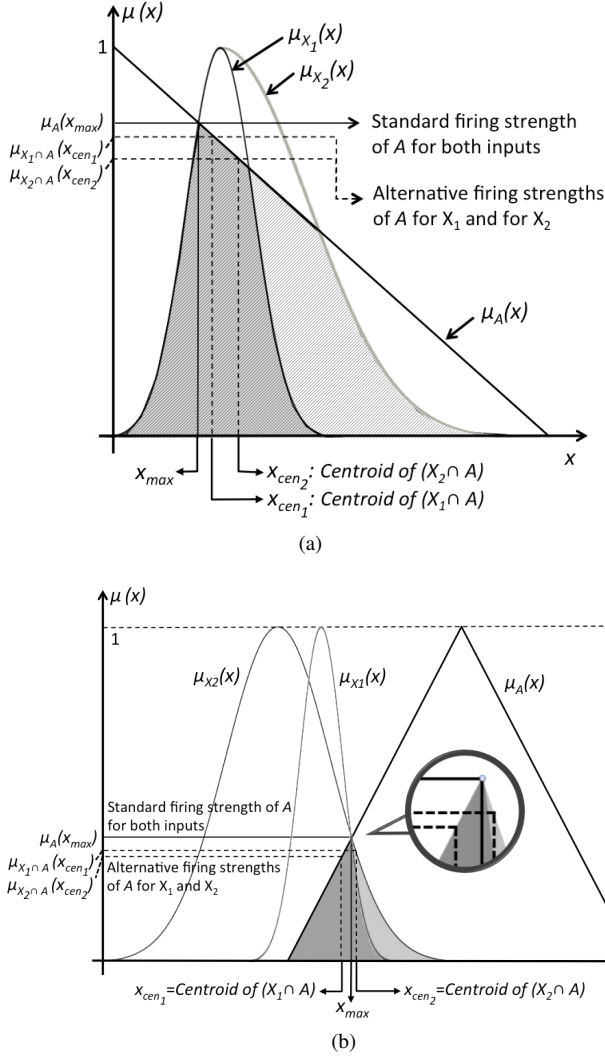 μ (x)
1
μX1(x)
μX2(x)
μA(xmax)
μX1∩A (xcen1)
μX2∩A (xcen2)
Standard firing strength
of A for both inputs
Alternative firing strengths
of A for X1 and for X2
μA(x)
x
xmax
xcen2: Centroid of (X2∩ A)
xcen1: Centroid of (X1∩ A)
(a)
μ (x)
1
μX2(x)
μX1(x)
μA(x)
Standard firing strength of A
for both inputs
μA(xmax)
μX1∩A(xcen1)
μX2∩A (xcen2)
Alternative firing strengths
of A for X1 and X2
xcen1=Centroid of (X1∩ A)
xcen2=Centroid of (X2∩ A)
xmax
(b)